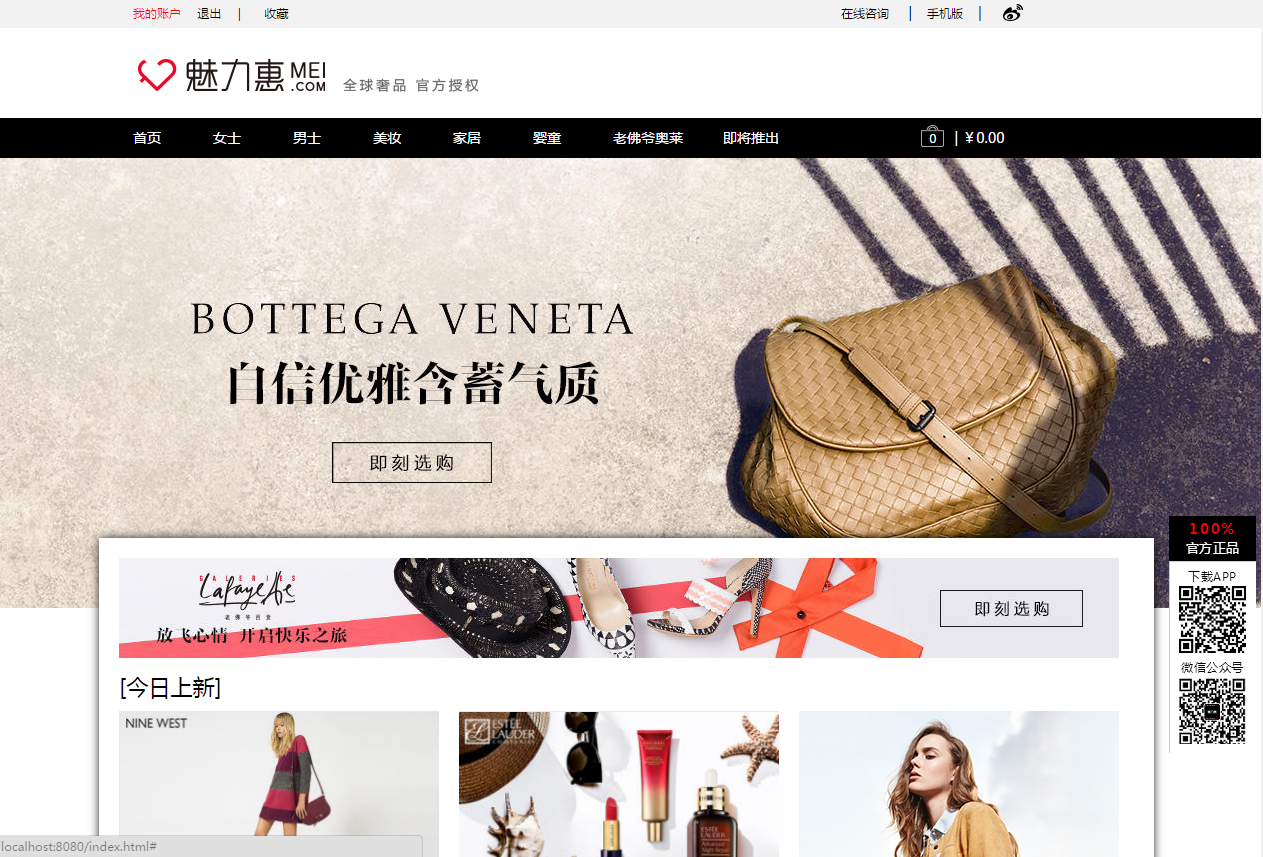 我的账户 退出 | 收藏 在线咨询 | 手机版 |
魅力惠 MEI.COM 全球奢品 官方授权
首页 女士 男士 美妆 家居 婴童 老佛爷奥莱 即将推出 0 | ¥0.00
BOTTEGA VENETA
自信优雅含蓄气质
即刻选购
100%
官方正品
下载APP
微信公众号
GALERIES
Lafayette
老佛爷百货
放飞心情 开启快乐之旅
即刻选购
[今日上新]
NINE WEST
ESTĒE
LAUDER
COMPANIES
ESTĒE
LAUDER
Advanced
Night Repair
localhost:8080/index.html#